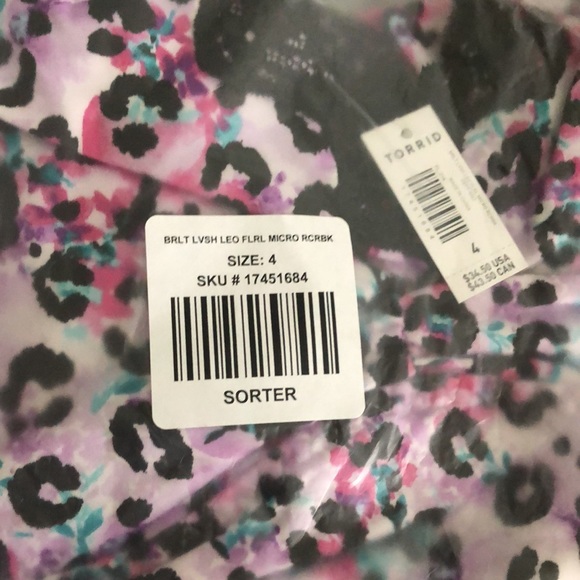 BRLT LVSH LEO FLRL MICRO RCRBK
SIZE: 4
SKU # 17451684
SORTER
TORRID
4
$34.50 USA
$43.50 CAN